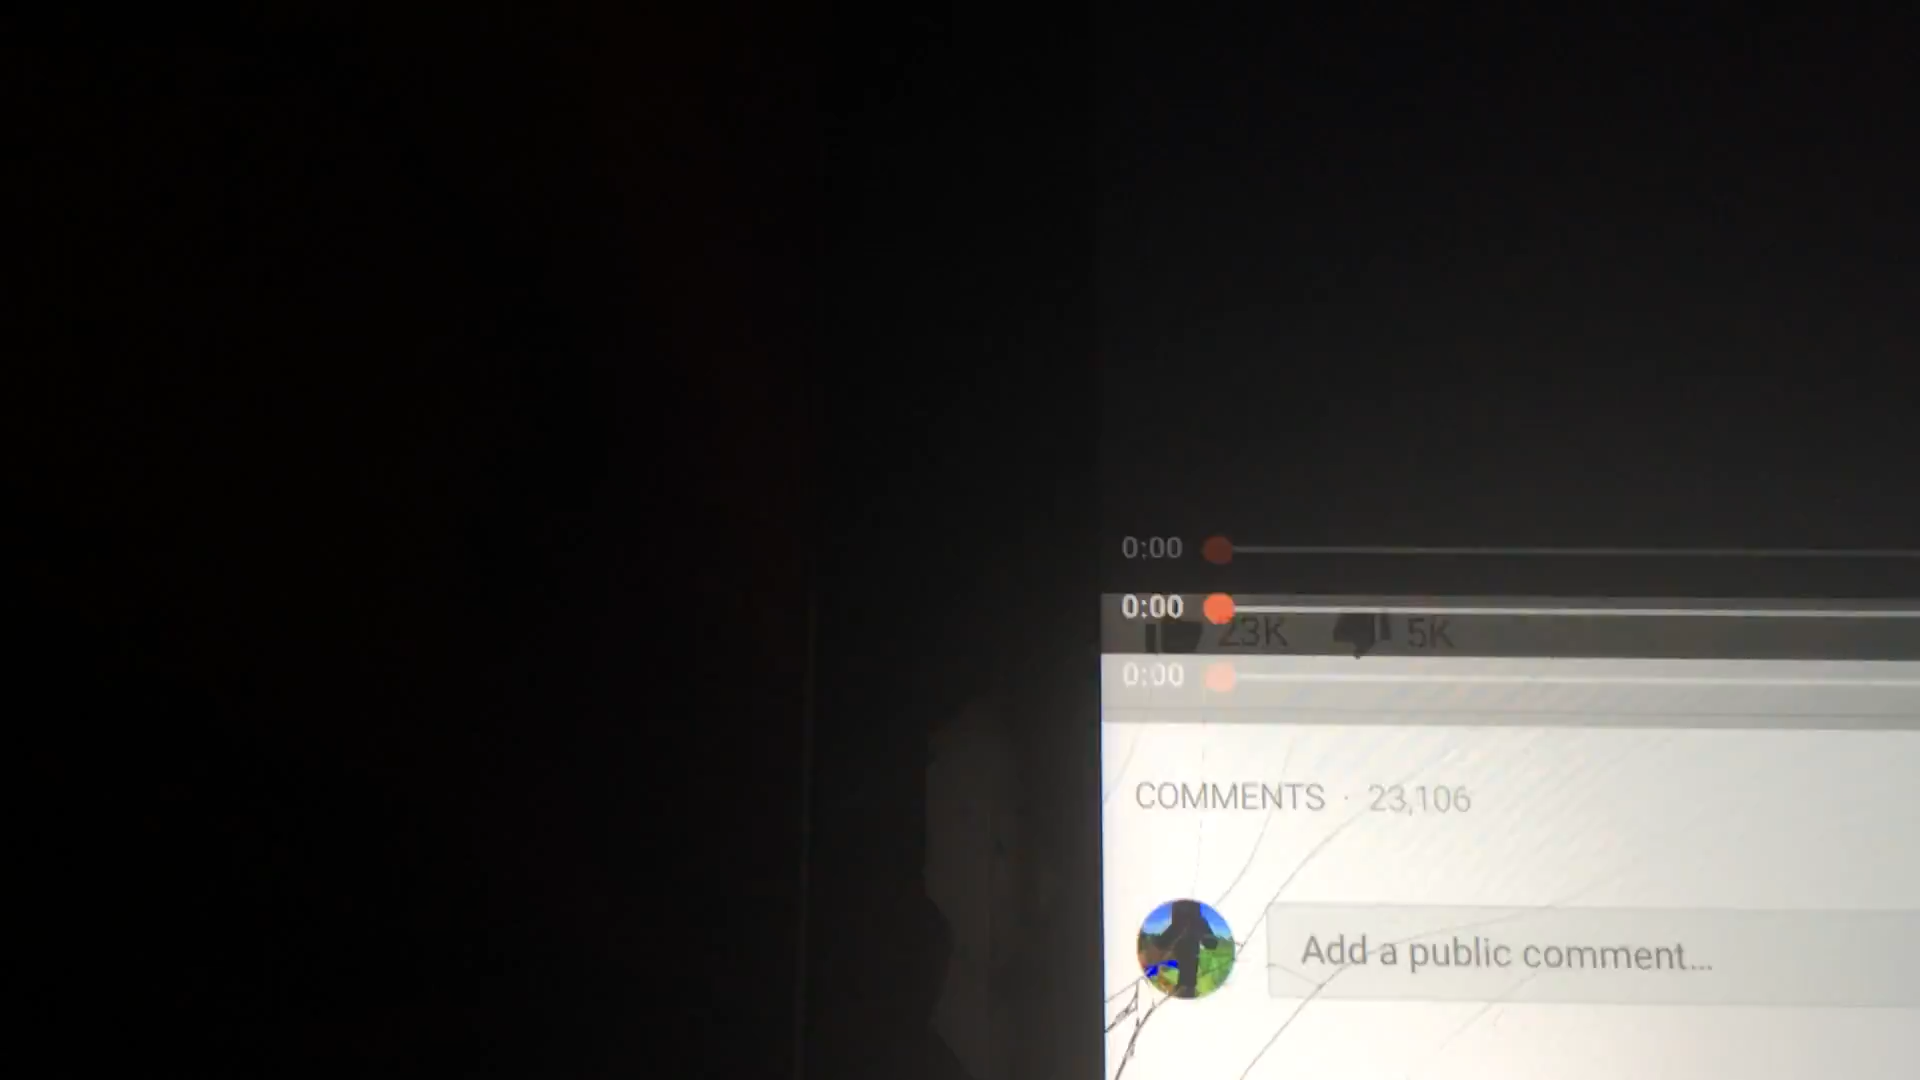 0:00
0:00
23K 5K
0:00
COMMENTS · 23,106
Add a public comment...